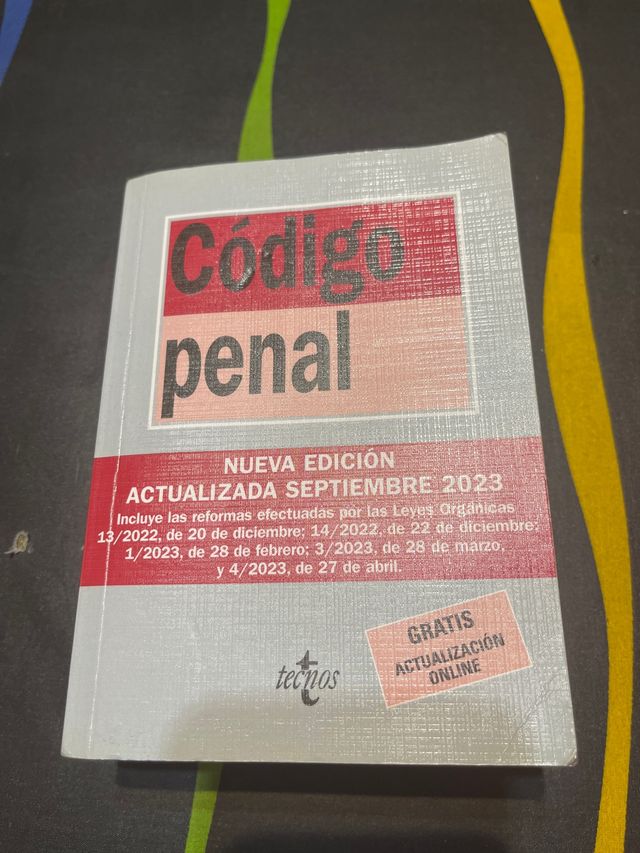 Código
penal
NUEVA EDICIÓN
ACTUALIZADA SEPTIEMBRE 2023
Incluye las reformas efectuadas por las Leyes Orgánicas
13/2022, de 20 de diciembre; 14/2022, de 22 de diciembre;
1/2023, de 28 de febrero; 3/2023, de 28 de marzo,
y 4/2023, de 27 de abril.
GRATIS
ACTUALIZACIÓN
ONLINE
tecnos